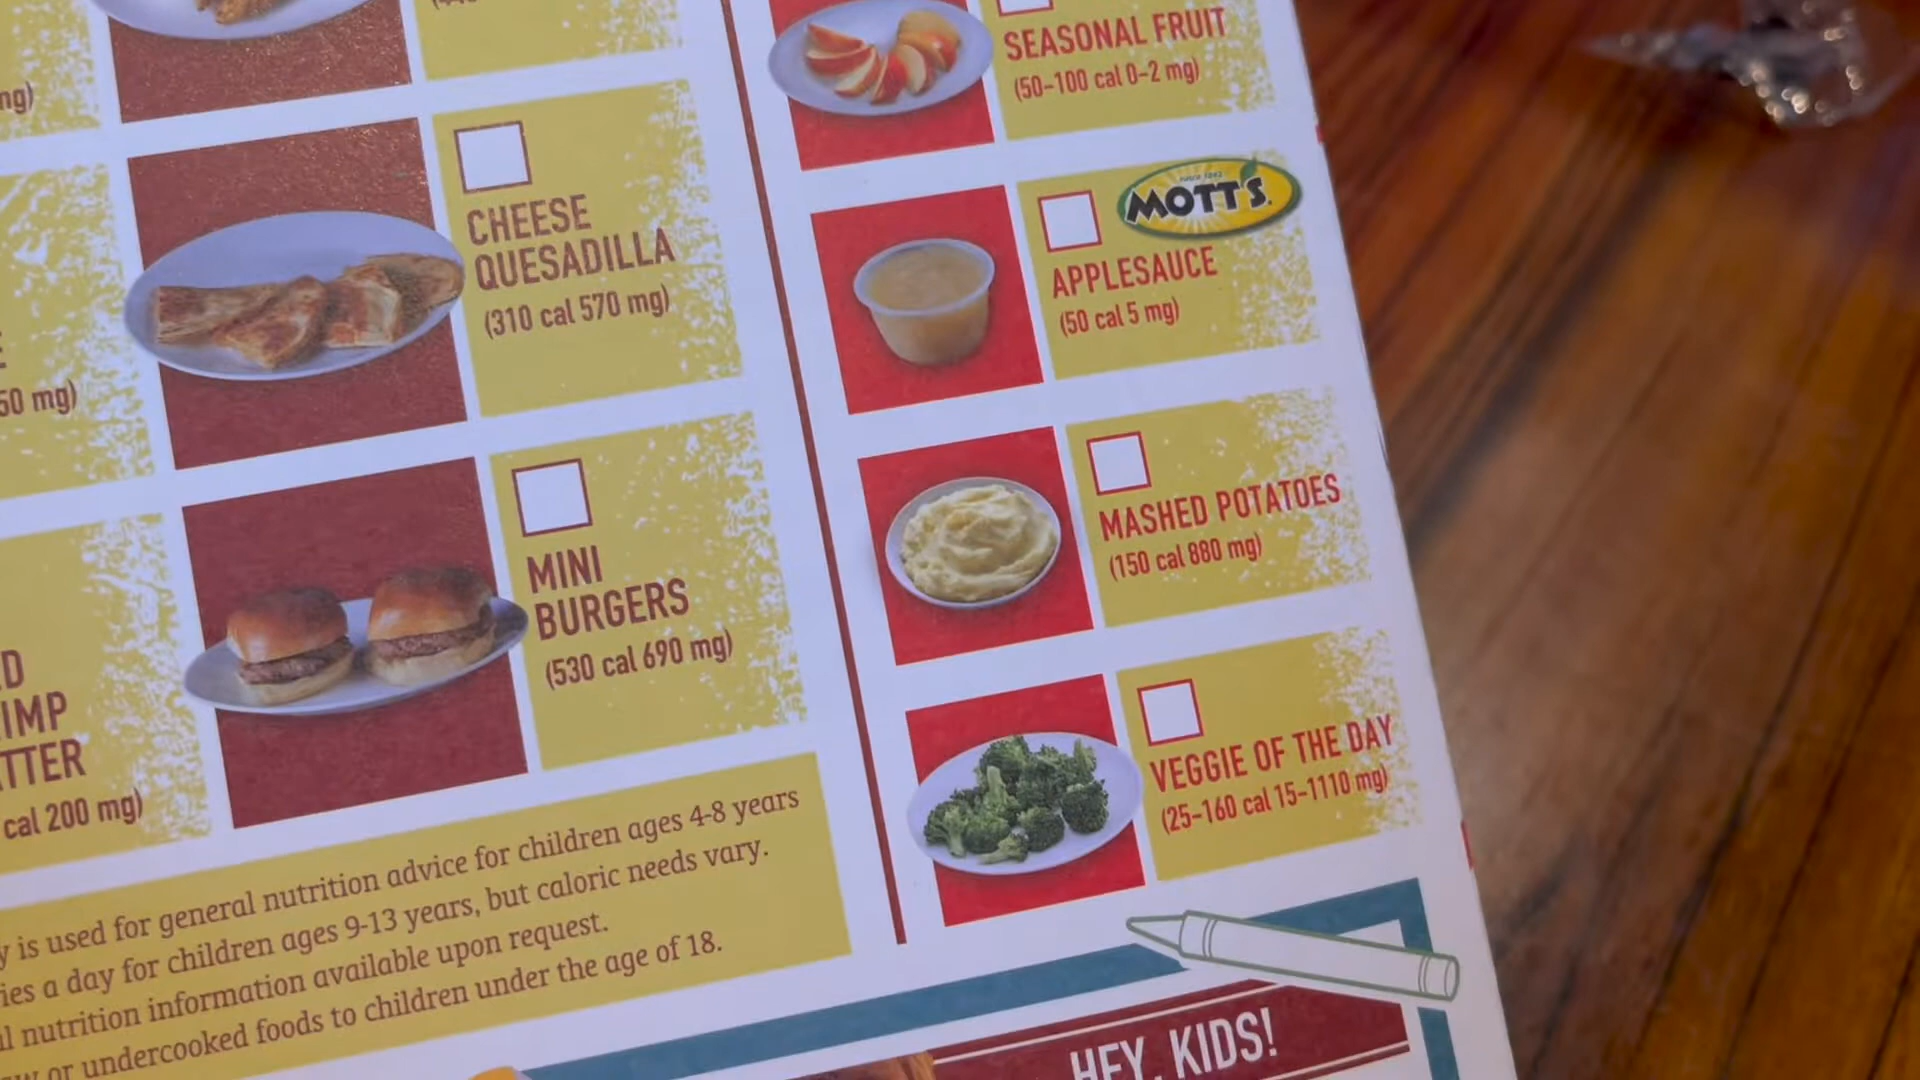 mg)
50 mg)
IMP
TTER
cal 200 mg)
CHEESE
QUESADILLA
(310 cal 570 mg)
MINI
BURGERS
(530 cal 690 mg)
SEASONAL FRUIT
(50-100 cal 0-2 mg)
MOTT'S.
APPLESAUCE
(50 cal 5 mg)
MASHED POTATOES
(150 cal 880 mg)
VEGGIE OF THE DAY
(25-160 cal 15-1110 mg)
y is used for general nutrition advice for children ages 4-8 years
ies a day for children ages 9-13 years, but caloric needs vary.
l nutrition information available upon request.
or undercooked foods to children under the age of 18.
HEY, KIDS!